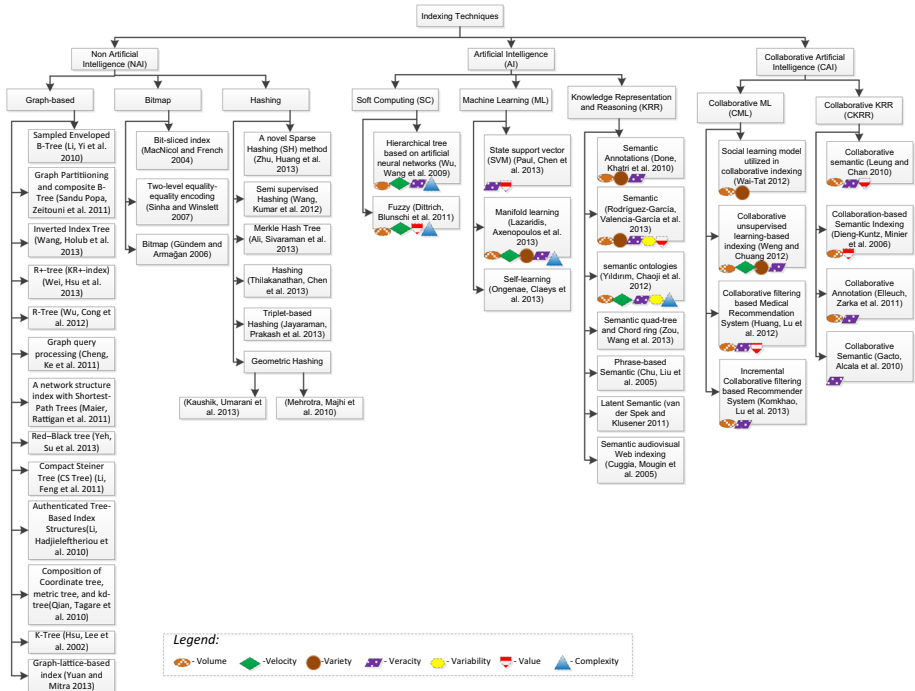 Indexing Techniques
Non Artificial
Intelligence (NAI)
Artificial Intelligence
(AI)
Collaborative Artificial
Intelligence (CAI)
Graph-based
Bitmap
Hashing
Soft Computing (SC)
Machine Learning (ML)
Knowledge Representation
and Reasoning (KRR)
Collaborative ML
(CML)
Collaborative KRR
(CKRR)
Sampled Enveloped
B-Tree (Li, Yi et al.
2010)
Graph Partitioning
and composite B-
Tree (Sandu Popa,
Zeitouni et al. 2011)
Inverted Index Tree
(Wang, Holub et al.
2013)
R+-tree (KR+-index)
(Wei, Hsu et al.
2013)
R-Tree (Wu, Cong et
al. 2012)
Graph query
processing (Cheng,
Ke et al. 2011)
A network structure
index with Shortest-
Path Trees (Maier,
Rattigan et al. 2011)
Red–Black tree (Yeh,
Su et al. 2013)
Compact Steiner
Tree (CS Tree) (Li,
Feng et al. 2011)
Authenticated Tree-
Based Index
Structures(Li,
Hadjieleftheriou et
al. 2010)
Composition of
Coordinate tree,
metric tree, and kd-
tree(Qian, Tagare et
al. 2010)
K-Tree (Hsu, Lee et
al. 2002)
Graph-lattice-based
index (Yuan and
Mitra 2013)
Bit-sliced index
(MacNicol and French
2004)
Two-level equality-
equality encoding
(Sinha and Winslett
2007)
Bitmap (Gündem and
Armağan 2006)
A novel Sparse
Hashing (SH) method
(Zhu, Huang et al.
2013)
Semi supervised
Hashing (Wang,
Kumar et al. 2012)
Merkle Hash Tree
(Ali, Sivaraman et al.
2013)
Hashing
(Thilakanathan, Chen
et al. 2013)
Triplet-based
Hashing (Jayaraman,
Prakash et al. 2013)
Geometric Hashing
(Kaushik, Umarani et
al. 2013)
(Mehrotra, Majhi et
al. 2010)
Hierarchical tree
based on artificial
neural networks (Wu,
Wang et al. 2009)
Fuzzy (Dittrich,
Blunschi et al. 2011)
State support vector
(SVM) (Paul, Chen et
al. 2013)
Manifold learning
(Lazaridis,
Axenopoulos et al.
2013)
Self-learning
(Ongenae, Claeys et
al. 2013)
Semantic
Annotations (Done,
Khatri et al. 2010)
Semantic
(Rodríguez-García,
Valencia-García et al.
2013)
semantic ontologies
(Yıldırım, Chaoji et al.
2012)
Semantic quad-tree
and Chord ring (Zou,
Wang et al. 2013)
Phrase-based
Semantic (Chu, Liu
et al. 2005)
Latent Semantic (van
der Spek and
Klusener 2011)
Semantic audiovisual
Web indexing
(Cuggia, Mougin et
al. 2005)
Social learning model
utilized in
collaborative indexing
(Wai-Tat 2012)
Collaborative
unsupervised
learning-based
indexing (Weng and
Chuang 2012)
Collaborative filtering
based Medical
Recommendation
System (Huang, Lu et
al. 2012)
Incremental
Collaborative filtering
based Recommender
System (Komkhao, Lu
et al. 2013)
Collaborative
semantic (Leung and
Chan 2010)
Collaboration-based
Semantic Indexing
(Dieng-Kuntz, Minier
et al. 2006)
Collaborative
Annotation (Elleuch,
Zarka et al. 2011)
Collaborative
Semantic (Gacto,
Alcala et al. 2010)
Legend:
- Volume
-Velocity
- Variety
- Veracity
- Variability
- Value
- Complexity